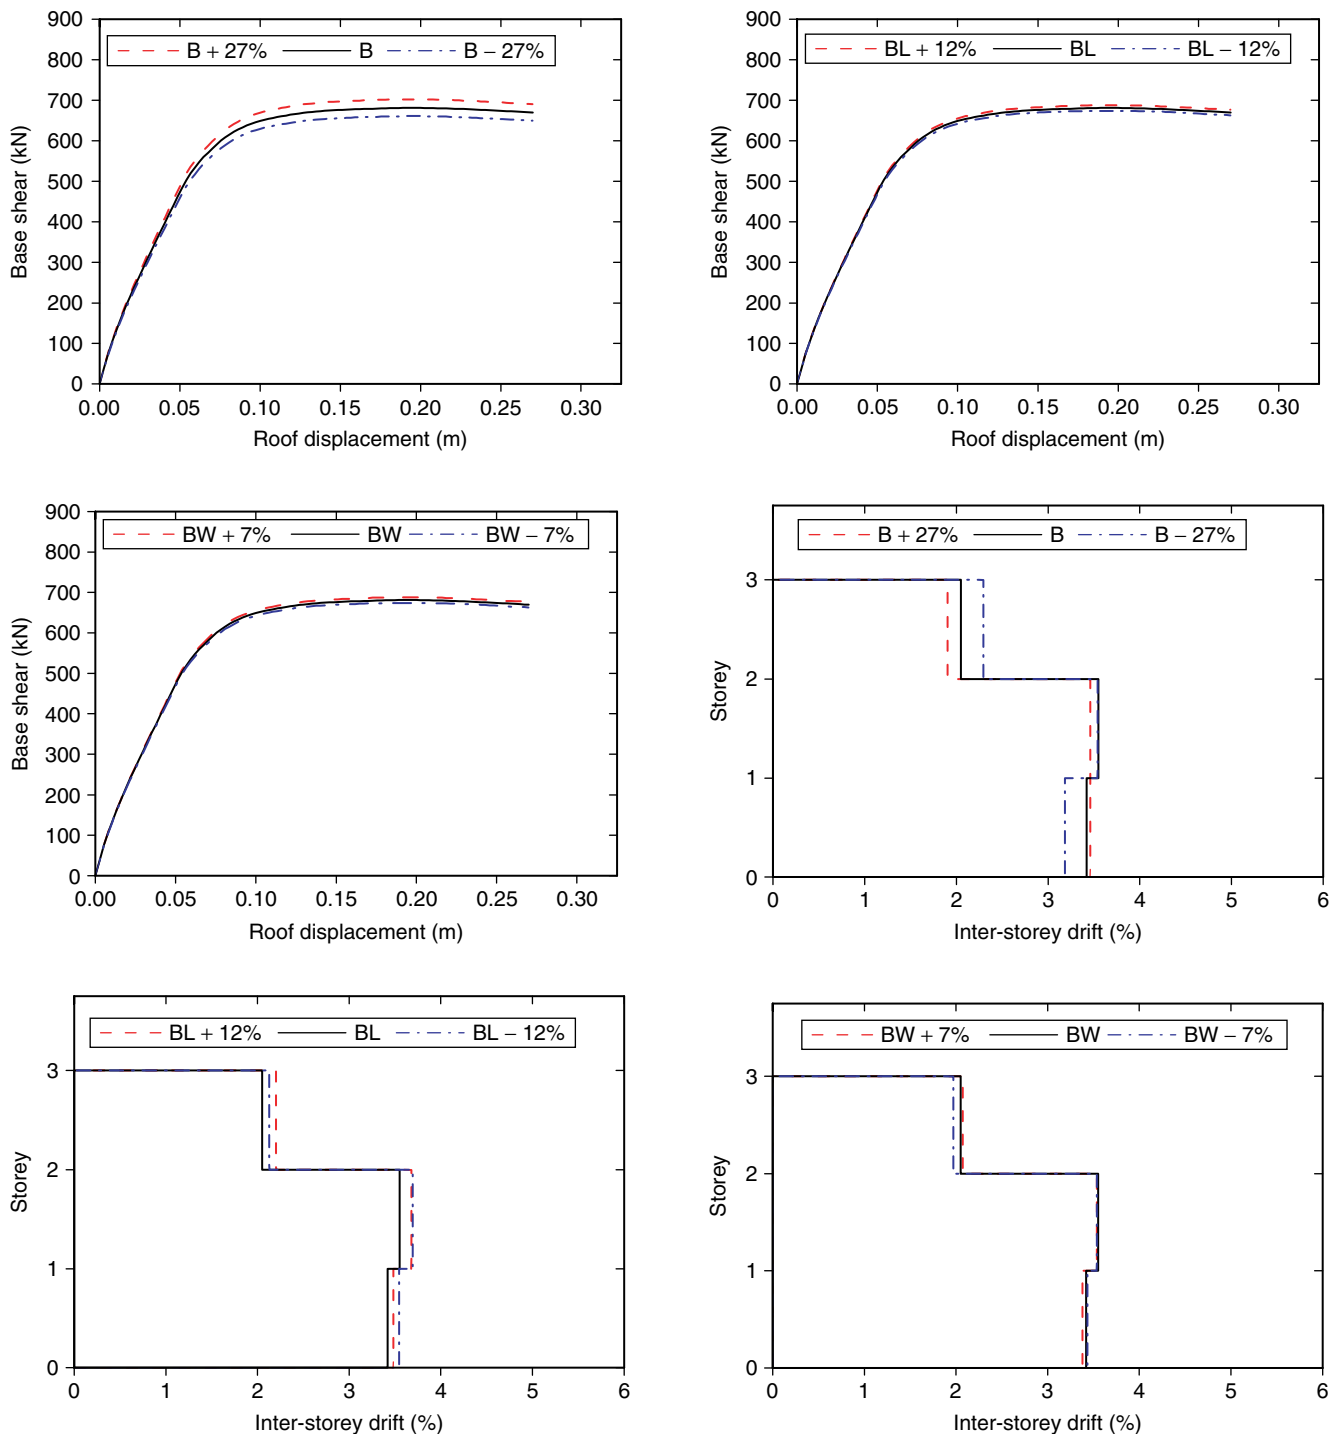 B + 27% B B − 27%
900
800
700
600
500
400
300
200
100
0
Base shear (kN)
0.00 0.05 0.10 0.15 0.20 0.25 0.30
Roof displacement (m)
BL + 12% BL BL − 12%
900
800
700
600
500
400
300
200
100
0
Base shear (kN)
0.00 0.05 0.10 0.15 0.20 0.25 0.30
Roof displacement (m)
BW + 7% BW BW − 7%
900
800
700
600
500
400
300
200
100
0
Base shear (kN)
0.00 0.05 0.10 0.15 0.20 0.25 0.30
Roof displacement (m)
B + 27% B B − 27%
3
2
1
0
Storey
0 1 2 3 4 5 6
Inter-storey drift (%)
BL + 12% BL BL − 12%
3
2
1
0
Storey
0 1 2 3 4 5 6
Inter-storey drift (%)
BW + 7% BW BW − 7%
3
2
1
0
Storey
0 1 2 3 4 5 6
Inter-storey drift (%)